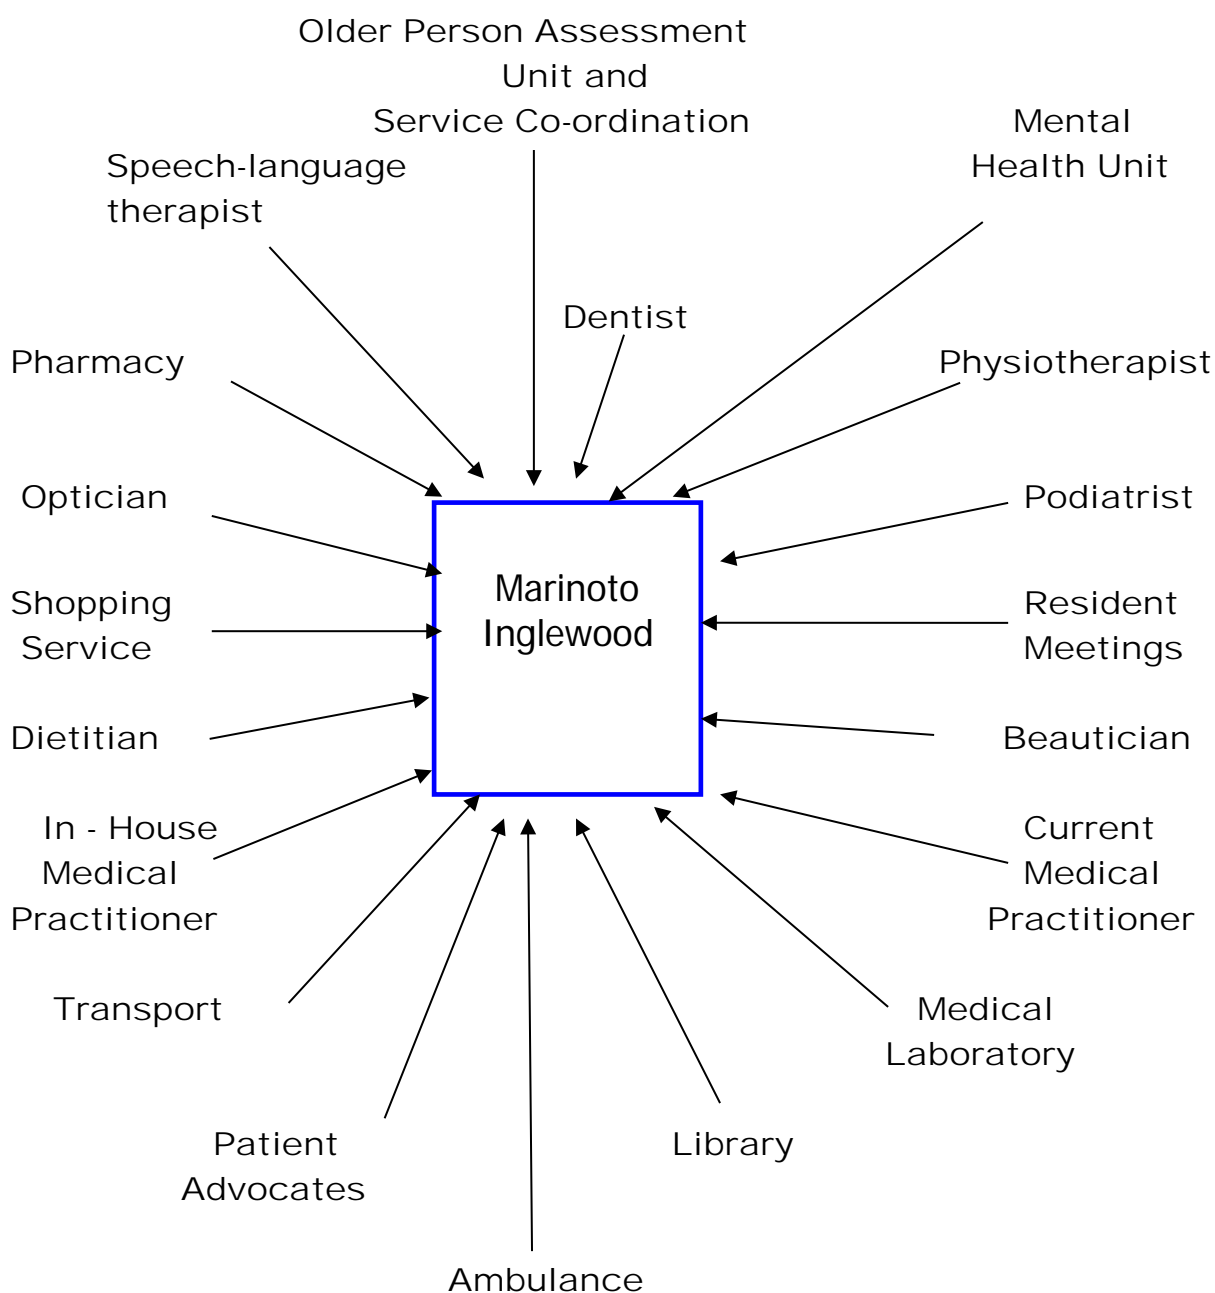 Older Person Assessment
Unit and
Service Co-ordination
Mental
Health Unit
Speech-language
therapist
Dentist
Pharmacy
Physiotherapist
Optician
Podiatrist
Marinoto
Inglewood
Shopping
Service
Resident
Meetings
Dietitian
Beautician
In - House
Medical
Practitioner
Current
Medical
Practitioner
Transport
Medical
Laboratory
Patient
Advocates
Library
Ambulance